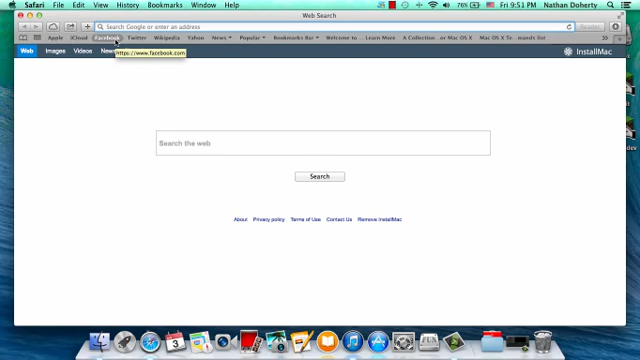 Safari File Edit View History Bookmarks Window Help
76% Fri 9:51 PM Nathan Doherty
Web Search
Search Google or enter an address
Apple iCloud Facebook Twitter Wikipedia Yahoo News Popular Bookmarks Bar Welcome to ... Learn More A Collection...or Mac OS X Mac OS X Te...mands list
https://www.facebook.com
Web Images Videos News
InstallMac
Search the web
Search
About Privacy policy Terms of Use Contact Us Remove InstallMac
3